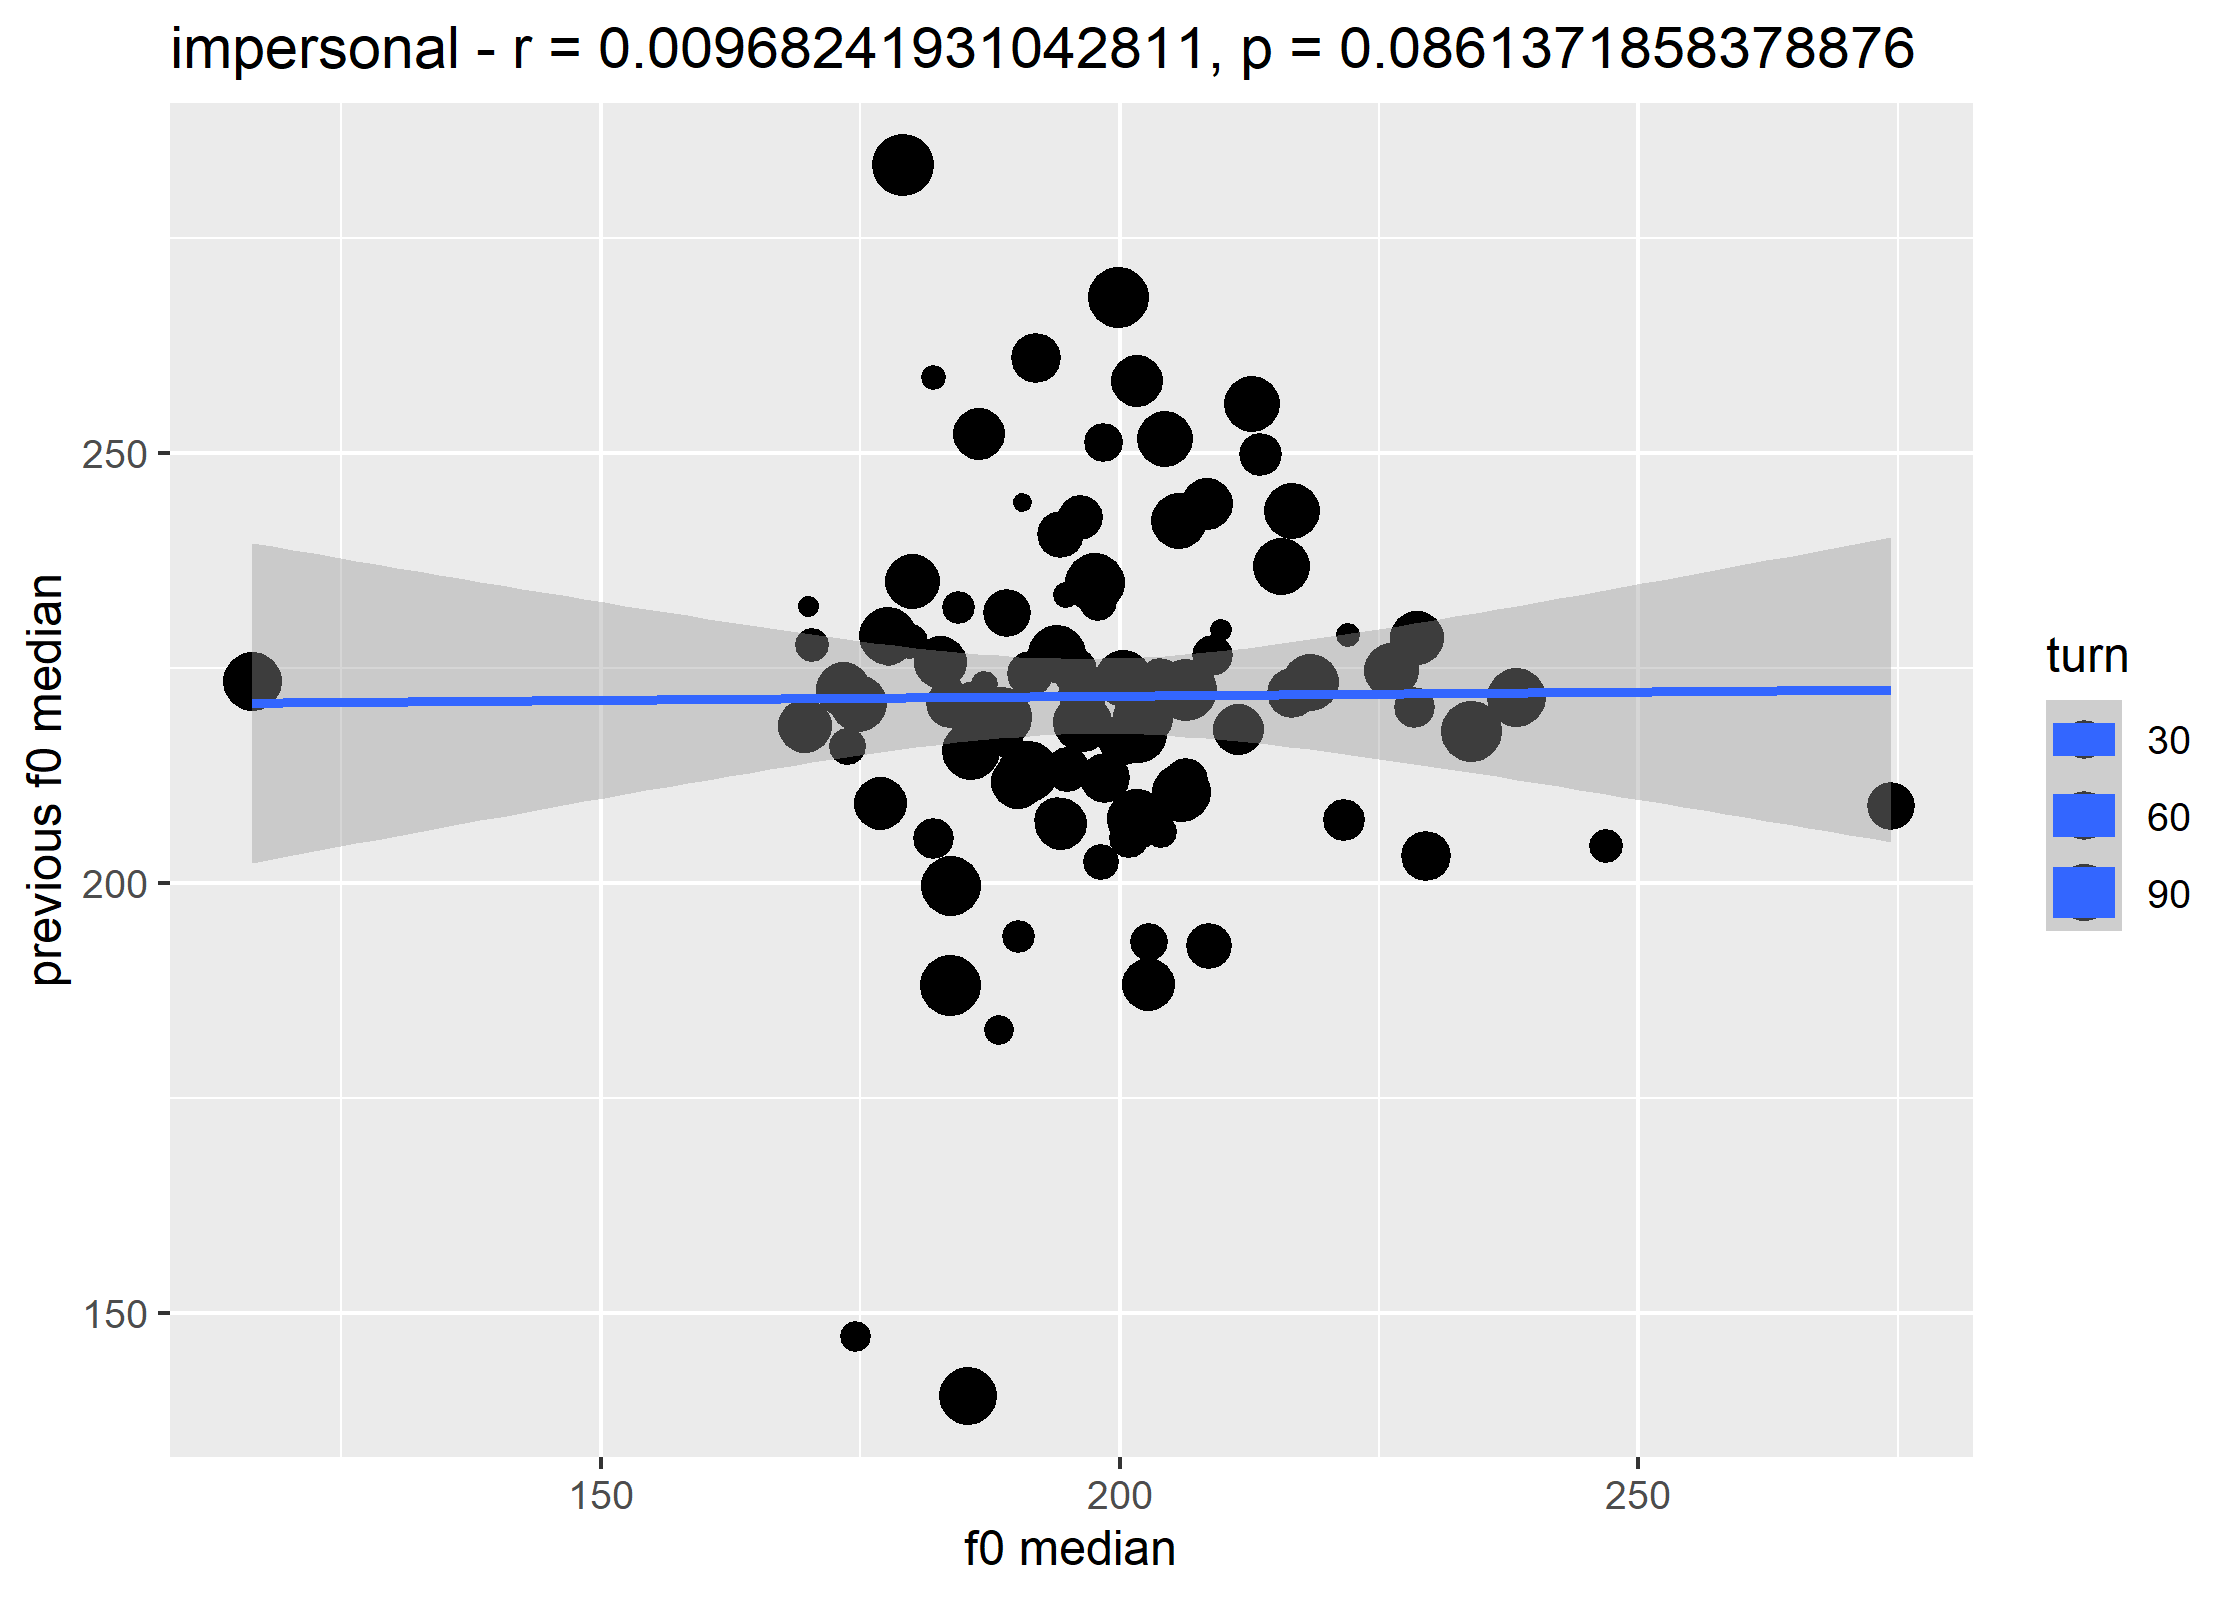 impersonal - r = 0.00968241931042811, p = 0.0861371858378876
previous f0 median
250
200
150
150
200
250
f0 median
turn
30
60
90